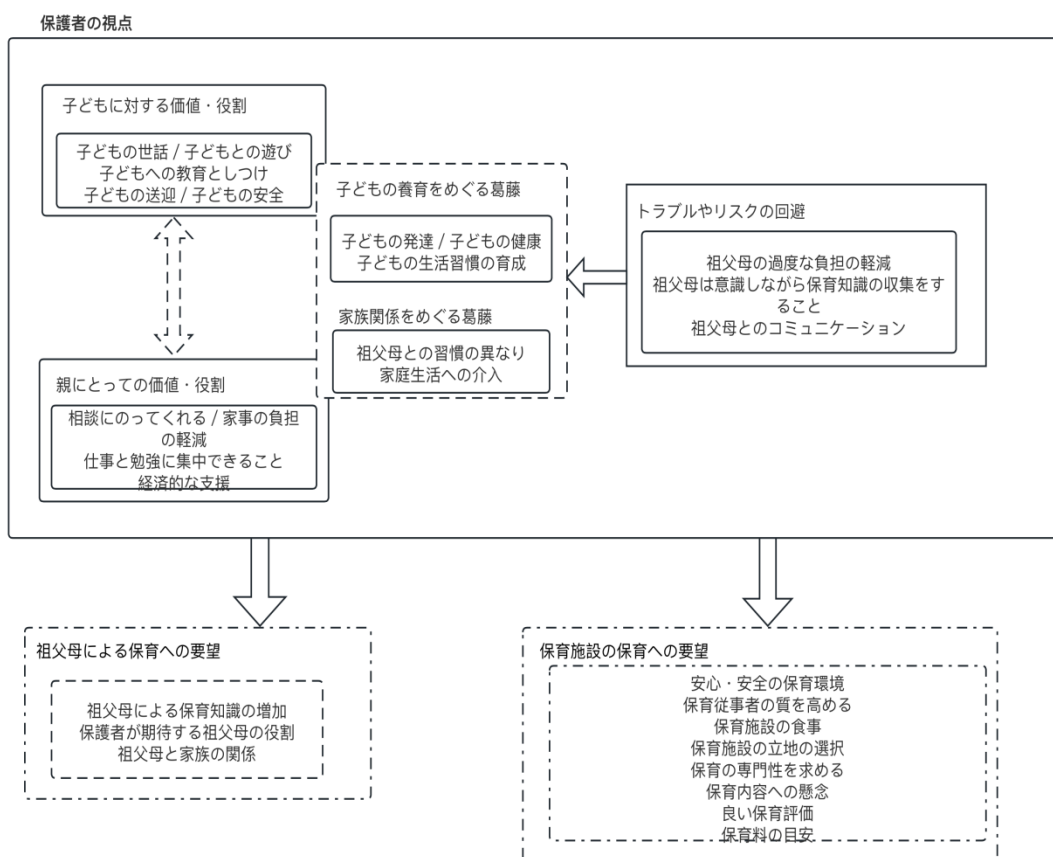 保護者の視点
子どもに対する価値・役割
子どもの世話 / 子どもとの遊び
子どもへの教育としつけ
子どもの送迎 / 子どもの安全
子どもの養育をめぐる葛藤
子どもの発達 / 子どもの健康
子どもの生活習慣の育成
家族関係をめぐる葛藤
祖父母との習慣の異なり
家庭生活への介入
トラブルやリスクの回避
祖父母の過度な負担の軽減
祖父母は意識しながら保育知識の収集をす
ること
祖父母とのコミュニケーション
親にとっての価値・役割
相談にのってくれる / 家事の負担
の軽減
仕事と勉強に集中できること
経済的な支援
祖父母による保育への要望
祖父母による保育知識の増加
保護者が期待する祖父母の役割
祖父母と家族の関係
保育施設の保育への要望
安心・安全の保育環境
保育従事者の質を高める
保育施設の食事
保育施設の立地の選択
保育の専門性を求める
保育内容への懸念
良い保育評価
保育料の目安